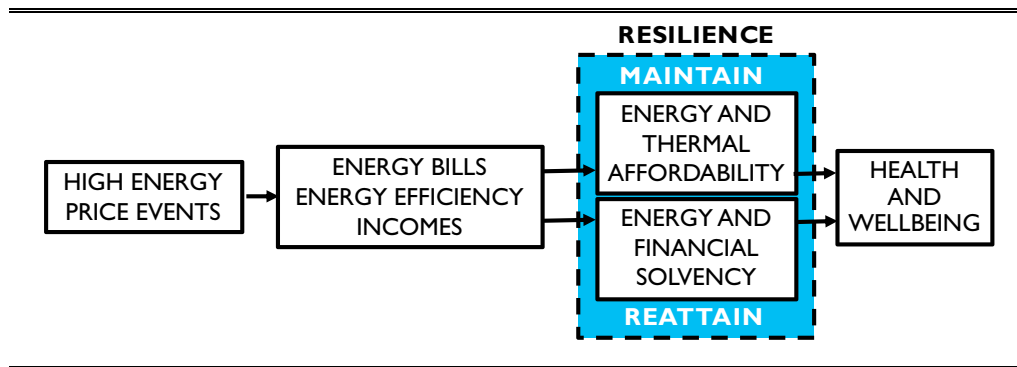 RESILIENCE
MAINTAIN
HIGH ENERGY
PRICE EVENTS
ENERGY BILLS
ENERGY EFFICIENCY
INCOMES
ENERGY AND
THERMAL
AFFORDABILITY
ENERGY AND
FINANCIAL
SOLVENCY
REATTAIN
HEALTH
AND
WELLBEING